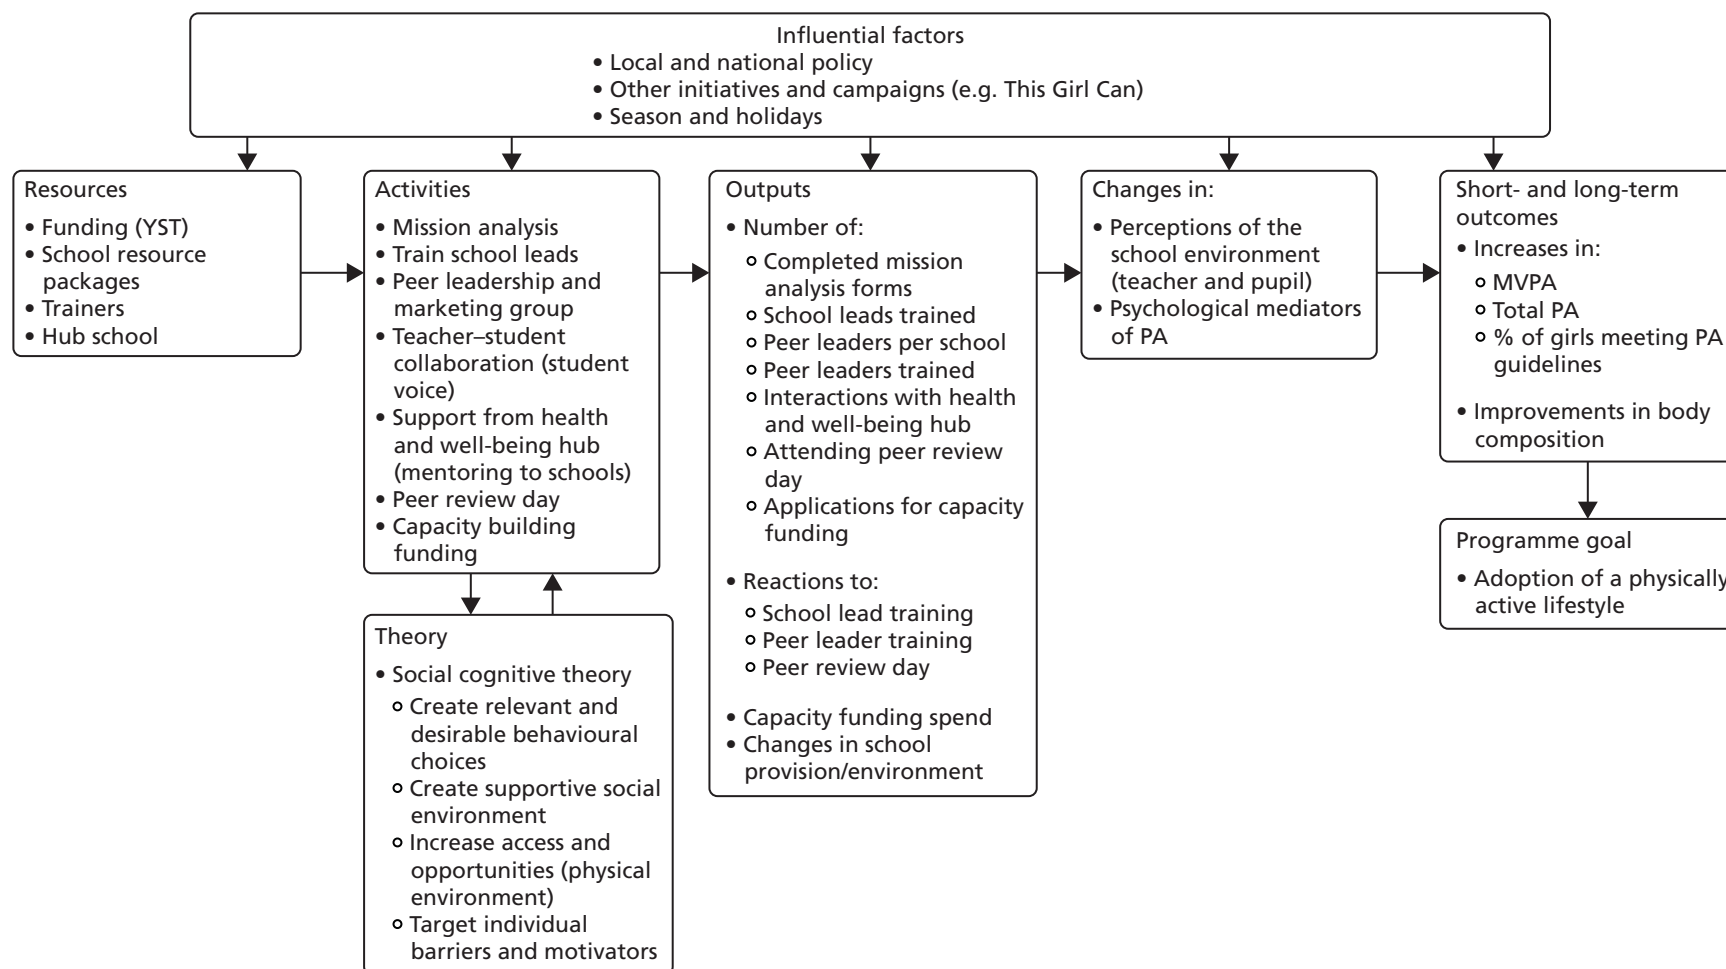 Influential factors
• Local and national policy
• Other initiatives and campaigns (e.g. This Girl Can)
• Season and holidays
Resources
• Funding (YST)
• School resource
packages
• Trainers
• Hub school
Activities
• Mission analysis
• Train school leads
• Peer leadership and
marketing group
• Teacher–student
collaboration (student
voice)
• Support from health
and well-being hub
(mentoring to schools)
• Peer review day
• Capacity building
funding
Theory
• Social cognitive theory
Create relevant and
desirable behavioural
choices
Create supportive social
environment
Increase access and
opportunities (physical
environment)
Target individual
barriers and motivators
Outputs
• Number of:
Completed mission
analysis forms
School leads trained
Peer leaders per school
Peer leaders trained
Interactions with health
and well-being hub
Attending peer review
day
Applications for capacity
funding
• Reactions to:
School lead training
Peer leader training
Peer review day
• Capacity funding spend
• Changes in school
provision/environment
Changes in:
• Perceptions of the
school environment
(teacher and pupil)
• Psychological mediators
of PA
Short- and long-term
outcomes
• Increases in:
MVPA
Total PA
% of girls meeting PA
guidelines
• Improvements in body
composition
Programme goal
• Adoption of a physically
active lifestyle